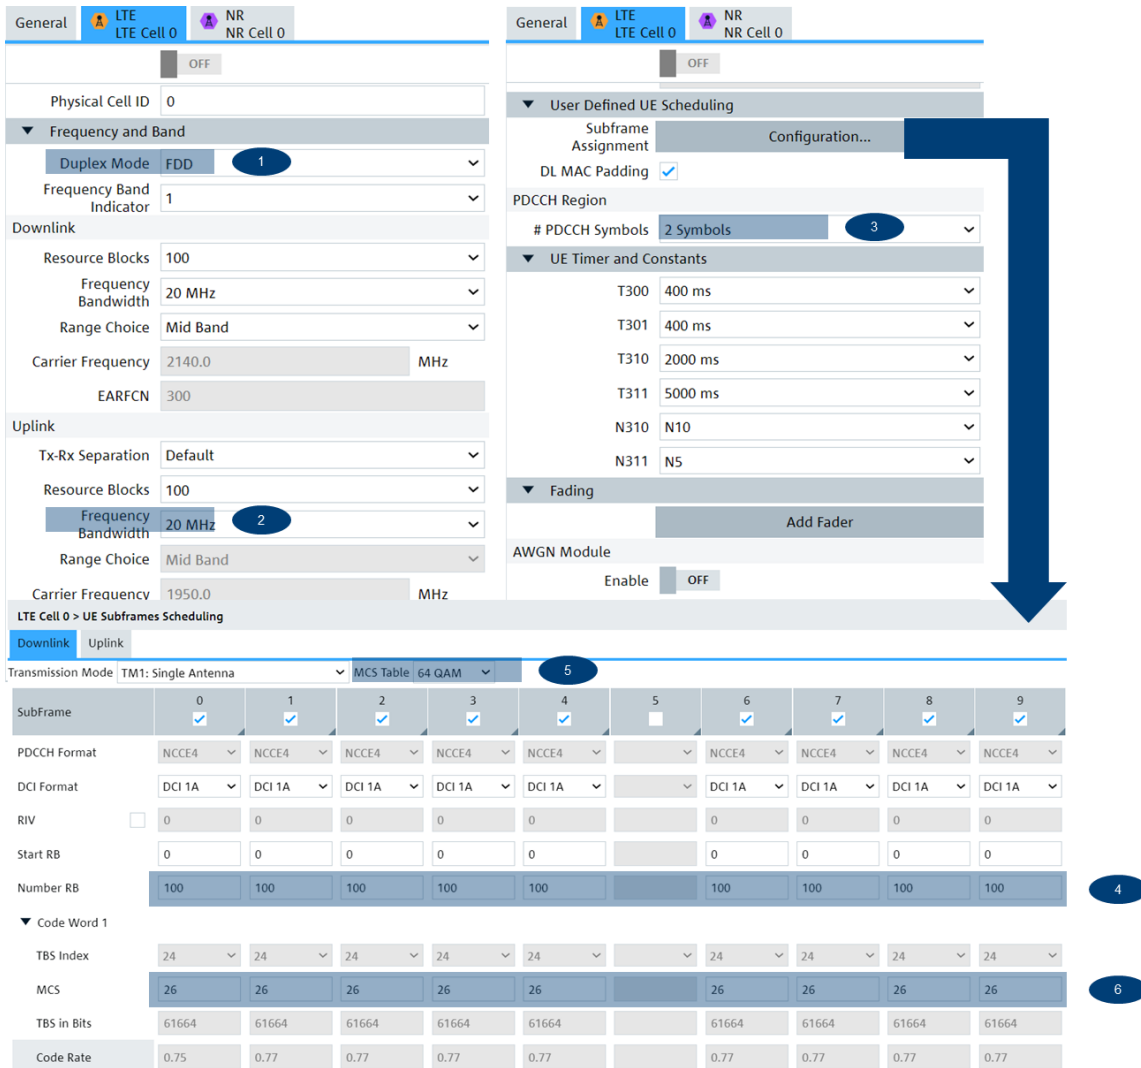 General
LTE
LTE Cell 0
NR
NR Cell 0
OFF
Physical Cell ID 0
Frequency and Band
Duplex Mode FDD 1
Frequency Band
Indicator 1
Downlink
Resource Blocks 100
Frequency
Bandwidth 20 MHz
Range Choice Mid Band
Carrier Frequency 2140.0 MHz
EARFCN 300
Uplink
Tx-Rx Separation Default
Resource Blocks 100
Frequency
Bandwidth 20 MHz 2
Range Choice Mid Band
Carrier Frequency 1950.0 MHz
General
LTE
LTE Cell 0
NR
NR Cell 0
OFF
User Defined UE Scheduling
Subframe
Assignment Configuration...
DL MAC Padding
PDCCH Region
# PDCCH Symbols 2 Symbols 3
UE Timer and Constants
T300 400 ms
T301 400 ms
T310 2000 ms
T311 5000 ms
N310 N10
N311 N5
Fading
Add Fader
AWGN Module
Enable OFF
LTE Cell 0 > UE Subframes Scheduling
Downlink Uplink
Transmission Mode TM1: Single Antenna MCS Table 64 QAM 5
SubFrame 0 1 2 3 4 5 6 7 8 9
PDCCH Format NCCE4 NCCE4 NCCE4 NCCE4 NCCE4 NCCE4 NCCE4 NCCE4 NCCE4
DCI Format DCI 1A DCI 1A DCI 1A DCI 1A DCI 1A DCI 1A DCI 1A DCI 1A DCI 1A
RIV 0 0 0 0 0 0 0 0 0
Start RB 0 0 0 0 0 0 0 0 0
Number RB 100 100 100 100 100 100 100 100 100 4
Code Word 1
TBS Index 24 24 24 24 24 24 24 24 24
MCS 26 26 26 26 26 26 26 26 26 6
TBS in Bits 61664 61664 61664 61664 61664 61664 61664 61664 61664
Code Rate 0.75 0.77 0.77 0.77 0.77 0.77 0.77 0.77 0.77